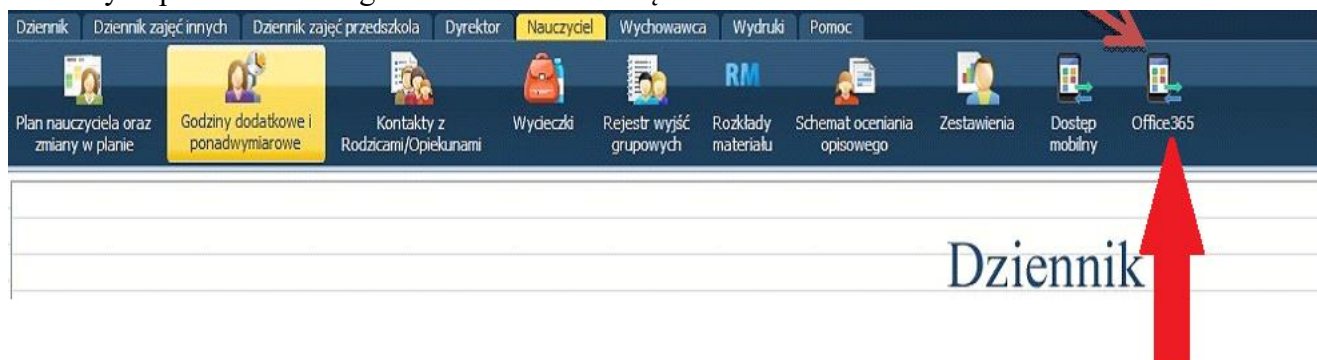 Dziennik Dziennik zajęć innych Dziennik zajęć przedszkola Dyrektor Nauczyciel Wychowawca Wydruki Pomoc
RM
Plan nauczyciela oraz zmiany w planie
Godziny dodatkowe i ponadwymiarowe
Kontakty z Rodzicami/Opiekunami
Wycieczki
Rejestr wyjść grupowych
Rozkłady materiału
Schemat oceniania opisowego
Zestawienia
Dostęp mobilny
Office365
Dziennik